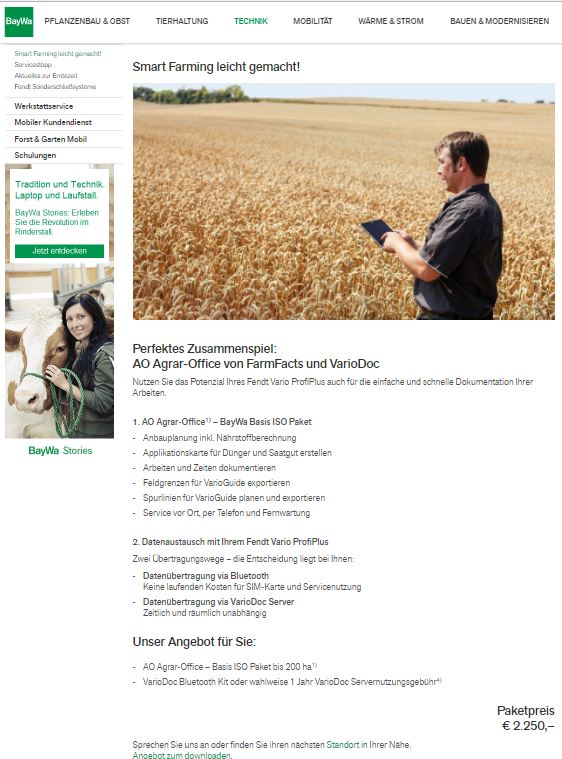 BayWa
PFLANZENBAU & OBST
TIERHALTUNG
TECHNIK
MOBILITÄT
WÄRME & STROM
BAUEN & MODERNISIEREN
Smart Farming leicht gemacht!
Servicestopp
Aktuelles zur Erntezeit
Fendt Sonderschließsysteme
Werkstattservice
Mobiler Kundendienst
Forst & Garten Mobil
Schulungen
Tradition und Technik.
Laptop und Laufstall.
BayWa Stories: Erleben
Sie die Revolution im
Rinderstall.
Jetzt entdecken
BayWa Stories
Smart Farming leicht gemacht!
Perfektes Zusammenspiel:
AO Agrar-Office von FarmFacts und VarioDoc
Nutzen Sie das Potenzial Ihres Fendt Vario ProfiPlus auch für die einfache und schnelle Dokumentation Ihrer
Arbeiten.
1. AO Agrar-Office¹⁾ – BayWa Basis ISO Paket
- Anbauplanung inkl. Nährstoffberechnung
- Applikationskarte für Dünger und Saatgut erstellen
- Arbeiten und Zeiten dokumentieren
- Feldgrenzen für VarioGuide exportieren
- Spurlinien für VarioGuide planen und exportieren
- Service vor Ort, per Telefon und Fernwartung
2. Datenaustausch mit Ihrem Fendt Vario ProfiPlus
Zwei Übertragungswege – die Entscheidung liegt bei Ihnen:
- Datenübertragung via Bluetooth
Keine laufenden Kosten für SIM-Karte und Servicenutzung
- Datenübertragung via VarioDoc Server
Zeitlich und räumlich unabhängig
Unser Angebot für Sie:
- AO Agrar-Office – Basis ISO Paket bis 200 ha¹⁾
- VarioDoc Bluetooth Kit oder wahlweise 1 Jahr VarioDoc Servernutzungsgebühr⁴⁾
Paketpreis
€ 2.250,–
Sprechen Sie uns an oder finden Sie ihren nächsten Standort in Ihrer Nähe.
Angebot zum downloaden.